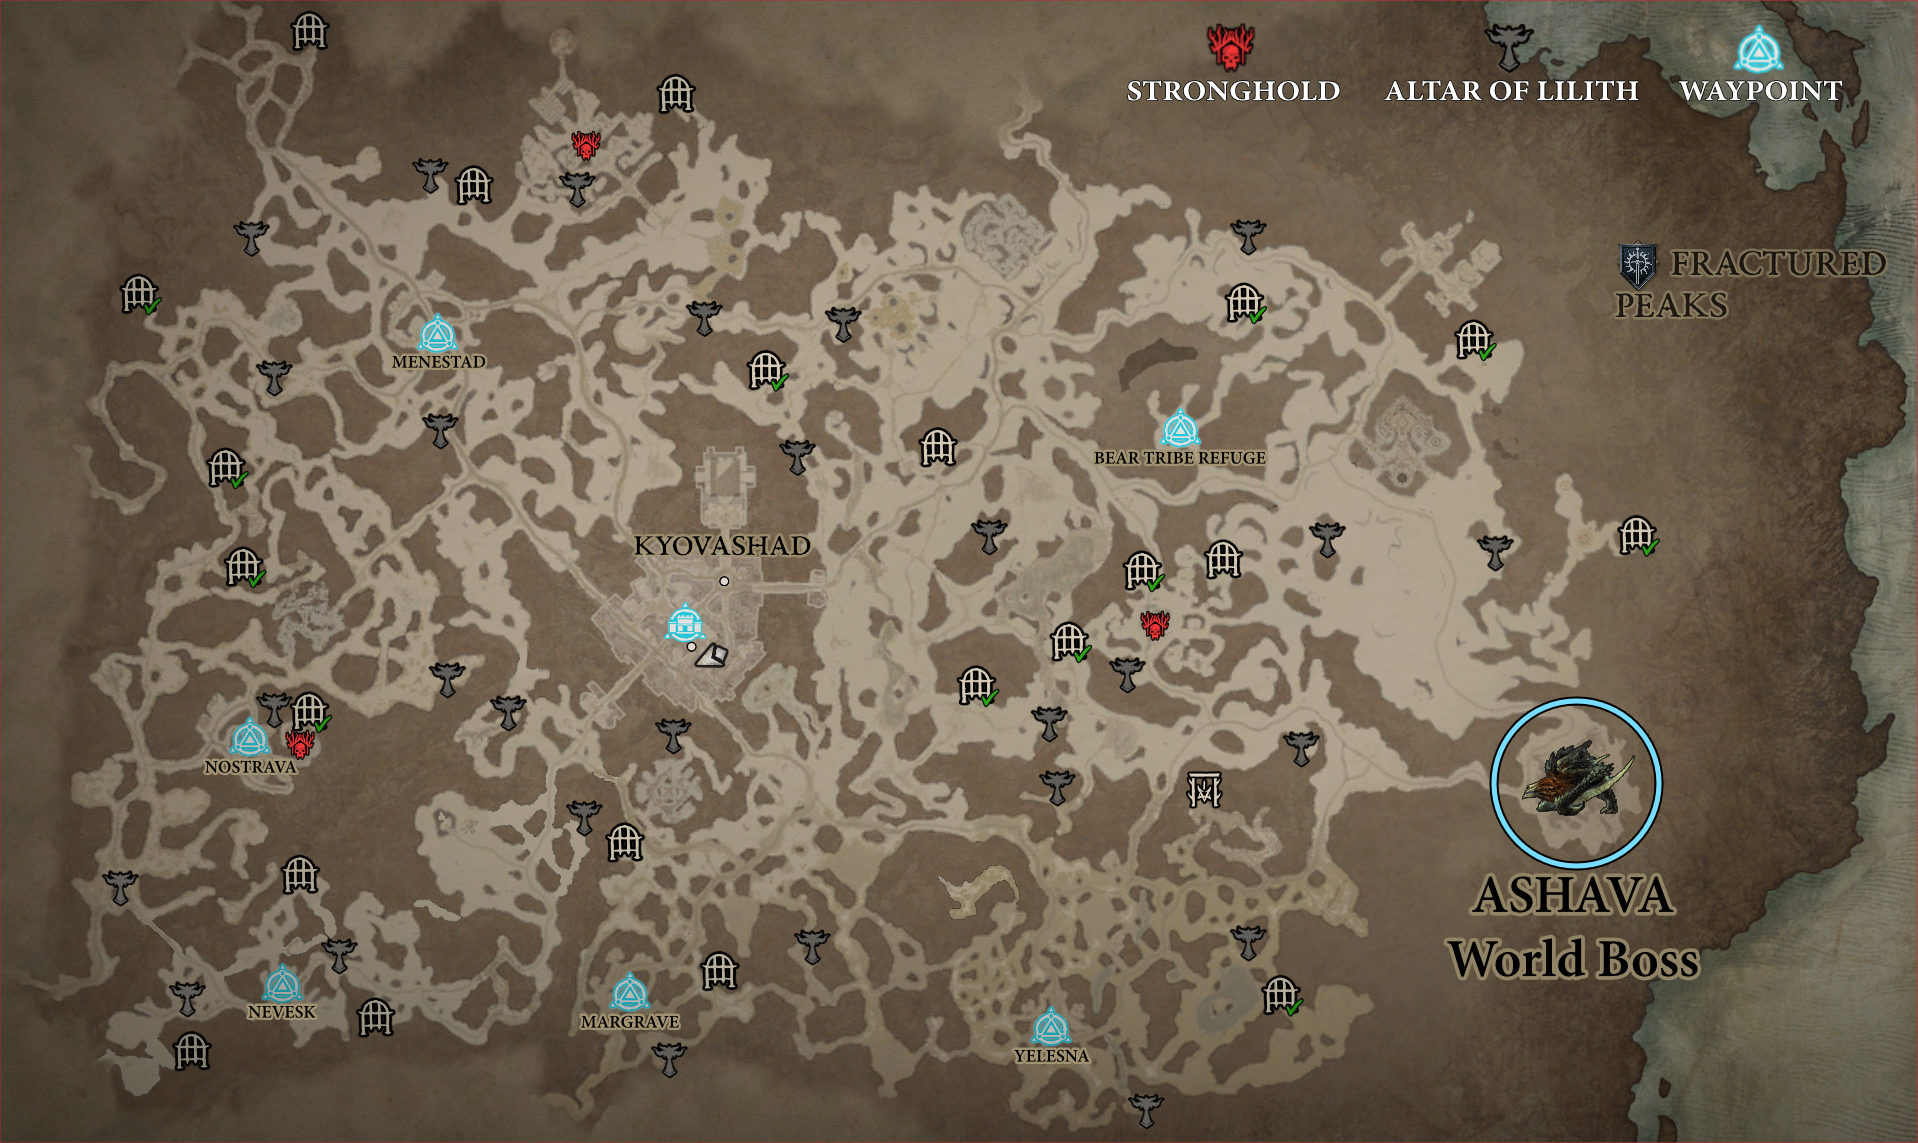 STRONGHOLD
ALTAR OF LILITH
WAYPOINT
FRACTURED
PEAKS
MENESTAD
BEAR TRIBE REFUGE
KYOVASHAD
NOSTRAVA
ASHAVA
World Boss
NEVESK
MARGRAVE
YELESNA